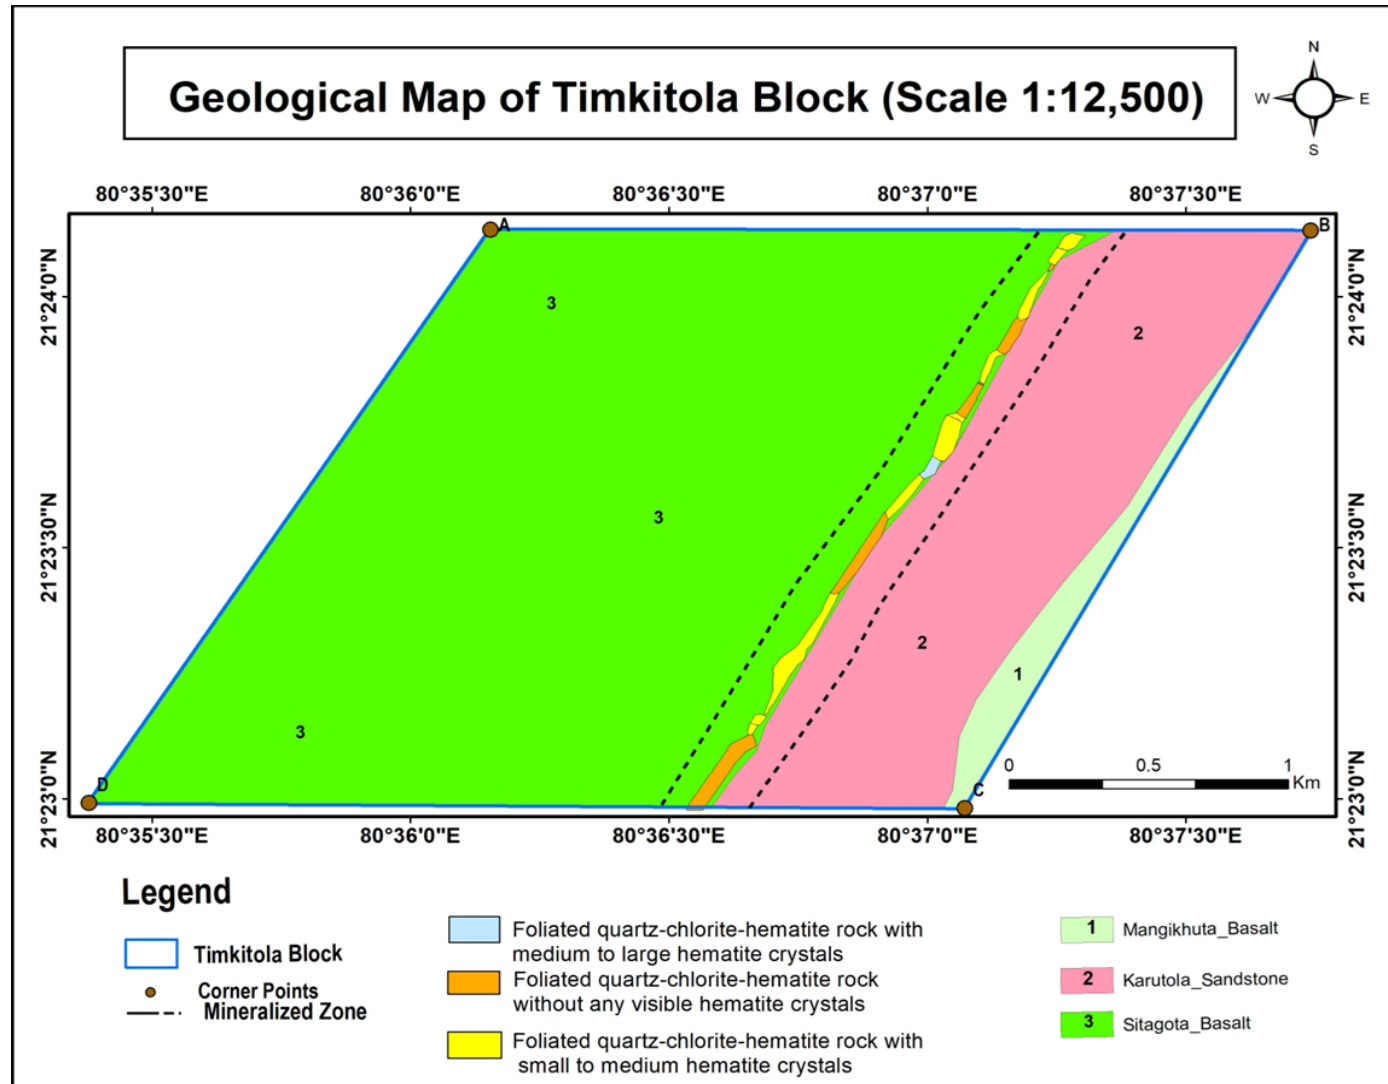 Geological Map of Timkitola Block (Scale 1:12,500)
N
W E
S
80°35'30"E 80°36'0"E 80°36'30"E 80°37'0"E 80°37'30"E
A
B
21°24'0"N
21°24'0"N
3
2
3
21°23'30"N
21°23'30"N
2
1
3
D
C
0 0.5 1
Km
21°23'0"N
21°23'0"N
80°35'30"E 80°36'0"E 80°36'30"E 80°37'0"E 80°37'30"E
Legend
Timkitola Block
Corner Points
Mineralized Zone
Foliated quartz-chlorite-hematite rock with
medium to large hematite crystals
Foliated quartz-chlorite-hematite rock
without any visible hematite crystals
Foliated quartz-chlorite-hematite rock with
small to medium hematite crystals
1 Mangikhuta_Basalt
2 Karutola_Sandstone
3 Sitagota_Basalt